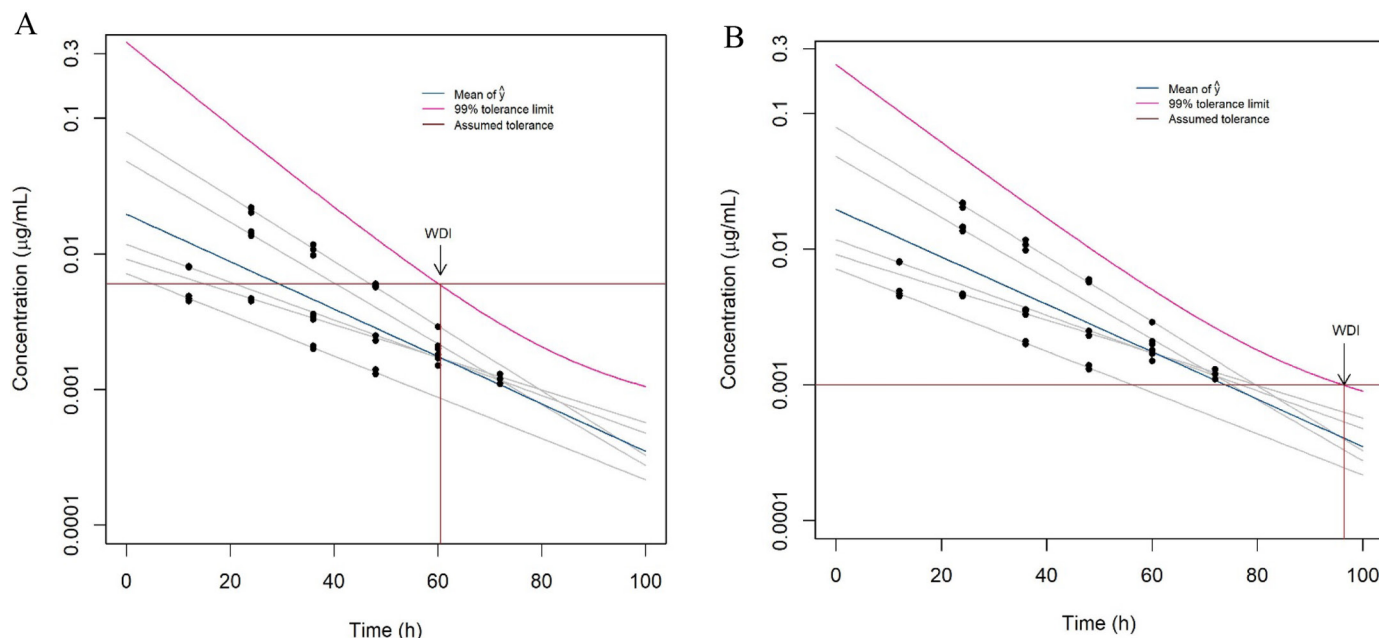 A
Concentration (µg/mL)
0.3
0.1
0.01
0.001
0.0001
Mean of ŷ
99% tolerance limit
Assumed tolerance
WDI
0 20 40 60 80 100
Time (h)
B
Concentration (µg/mL)
0.3
0.1
0.01
0.001
0.0001
Mean of ŷ
99% tolerance limit
Assumed tolerance
WDI
0 20 40 60 80 100
Time (h)